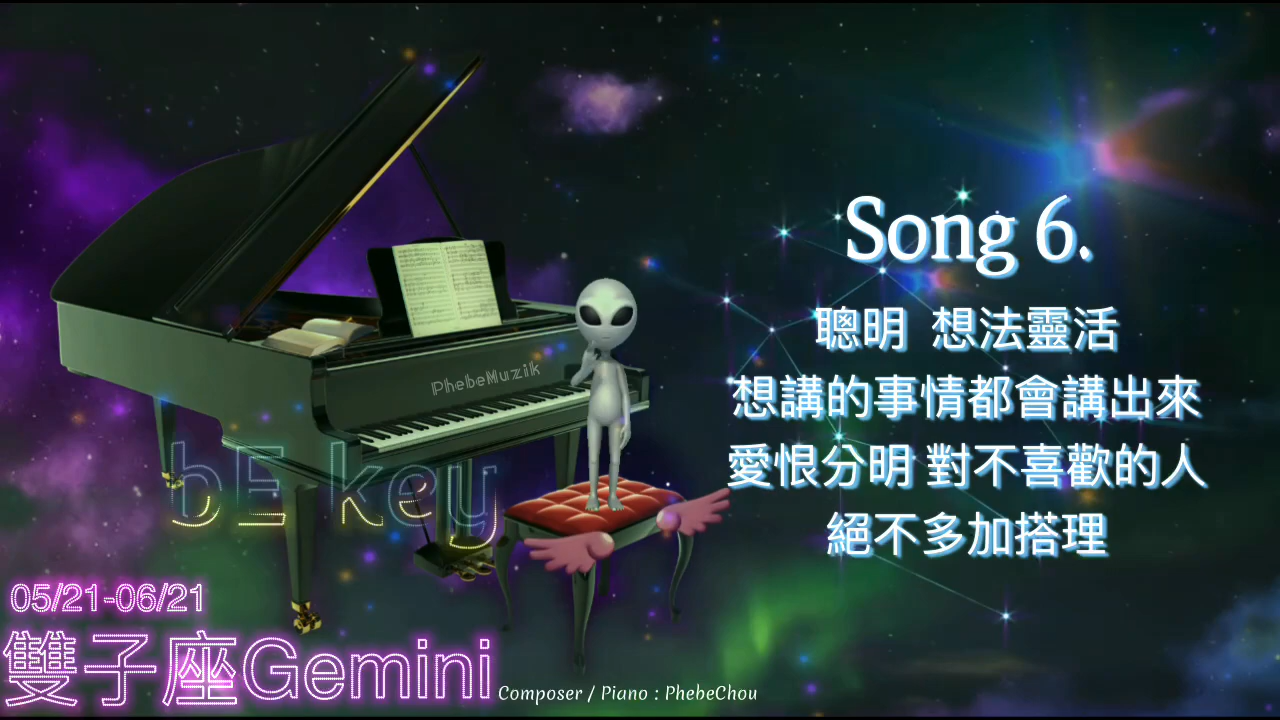 Song 6.
聰明 想法靈活
想講的事情都會講出來
愛恨分明 對不喜歡的人
絕不多加搭理
PhebeMuzik
bE key
05/21-06/21
雙子座Gemini
Composer / Piano : PhebeChou